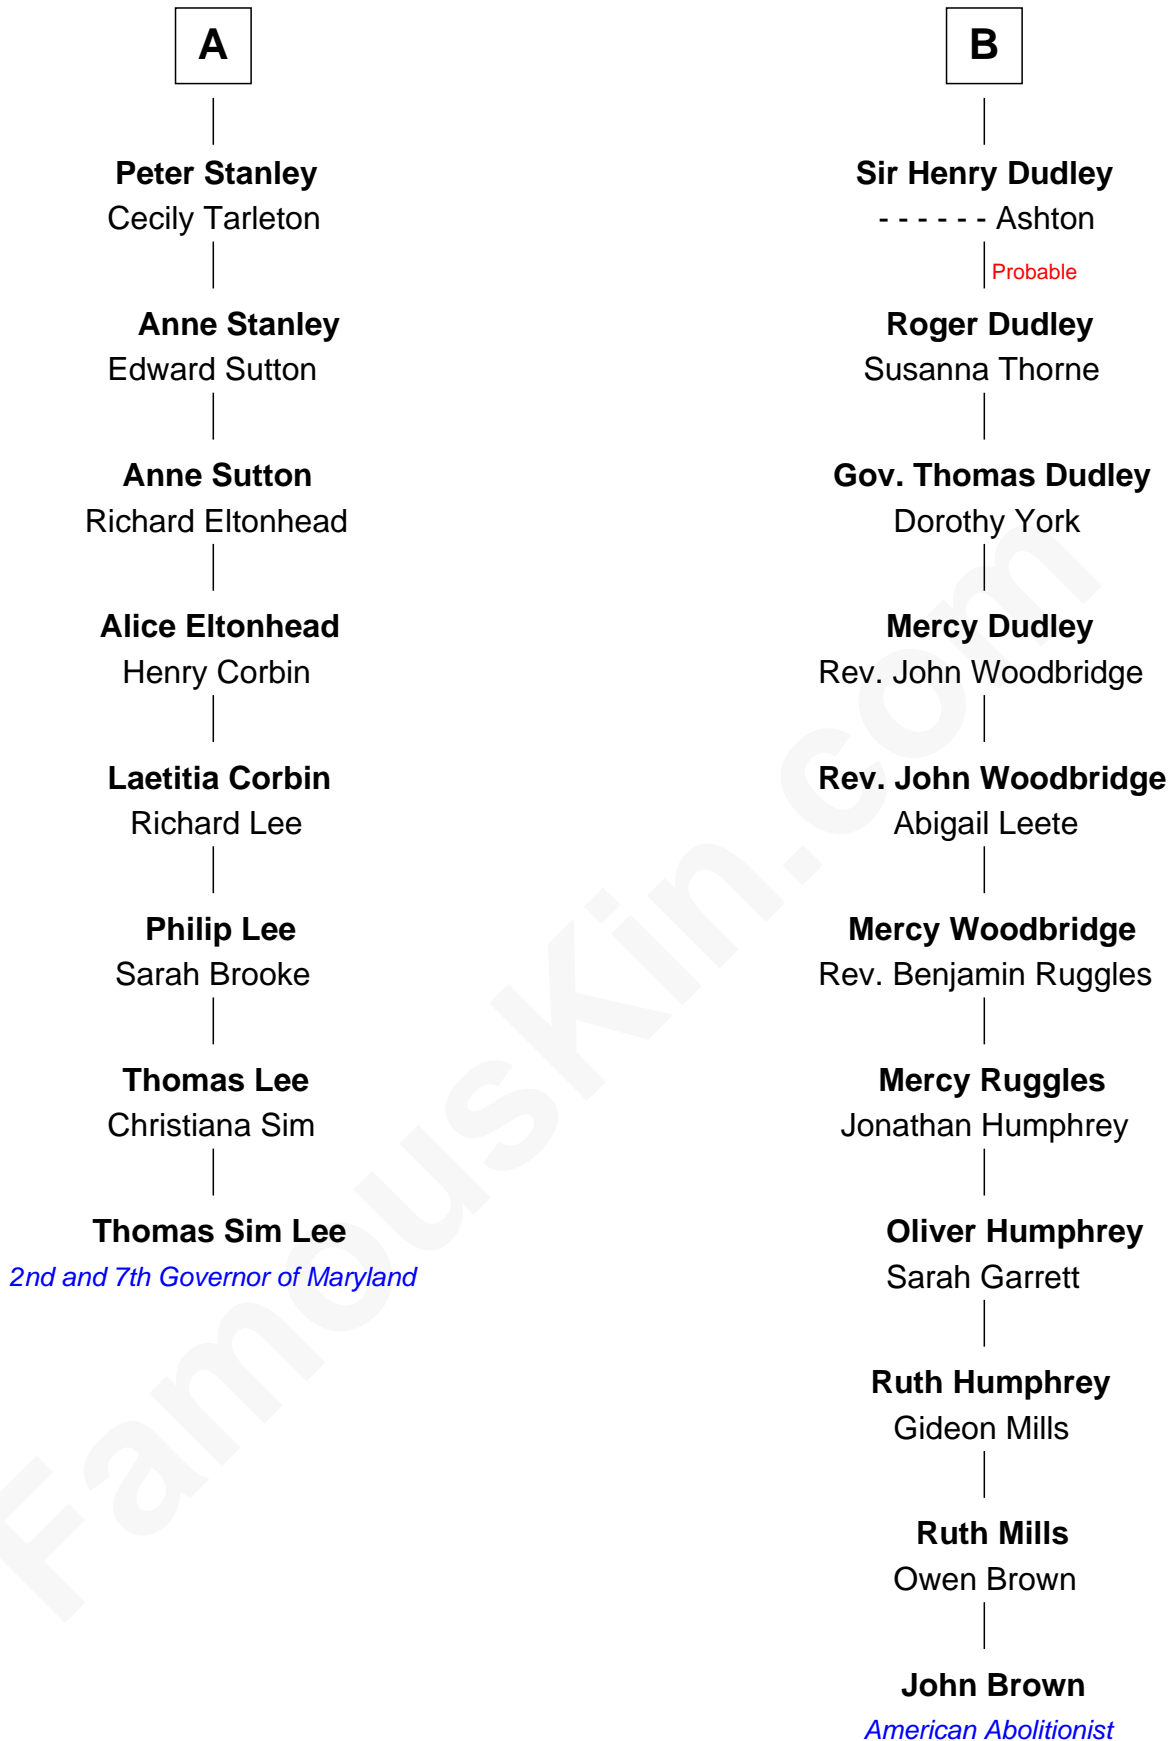 A
Peter Stanley
Cecily Tarleton
Anne Stanley
Edward Sutton
Anne Sutton
Richard Eltonhead
Alice Eltonhead
Henry Corbin
Laetitia Corbin
Richard Lee
Philip Lee
Sarah Brooke
Thomas Lee
Christiana Sim
Thomas Sim Lee
2nd and 7th Governor of Maryland
B
Sir Henry Dudley
- - - - - - Ashton
Probable
Roger Dudley
Susanna Thorne
Gov. Thomas Dudley
Dorothy York
Mercy Dudley
Rev. John Woodbridge
Rev. John Woodbridge
Abigail Leete
Mercy Woodbridge
Rev. Benjamin Ruggles
Mercy Ruggles
Jonathan Humphrey
Oliver Humphrey
Sarah Garrett
Ruth Humphrey
Gideon Mills
Ruth Mills
Owen Brown
John Brown
American Abolitionist
FamousKin.com